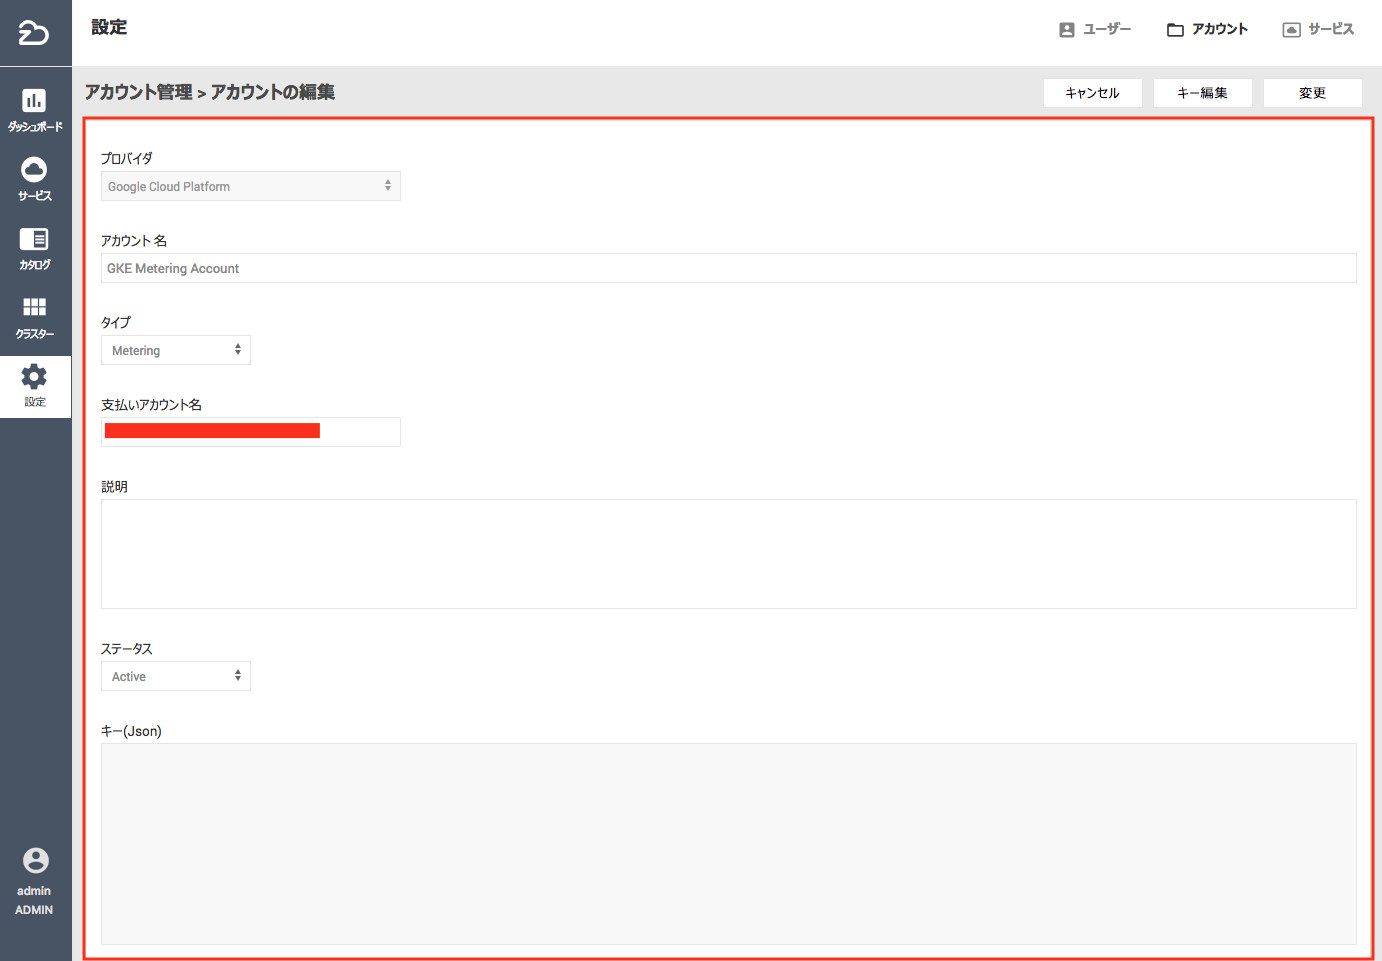 設定
ユーザー
アカウント
サービス
ダッシュボード
サービス
カタログ
クラスター
設定
admin
ADMIN
アカウント管理 > アカウントの編集
キャンセル
キー編集
変更
プロバイダ
Google Cloud Platform
アカウント名
GKE Metering Account
タイプ
Metering
支払いアカウント名
説明
ステータス
Active
キー(Json)